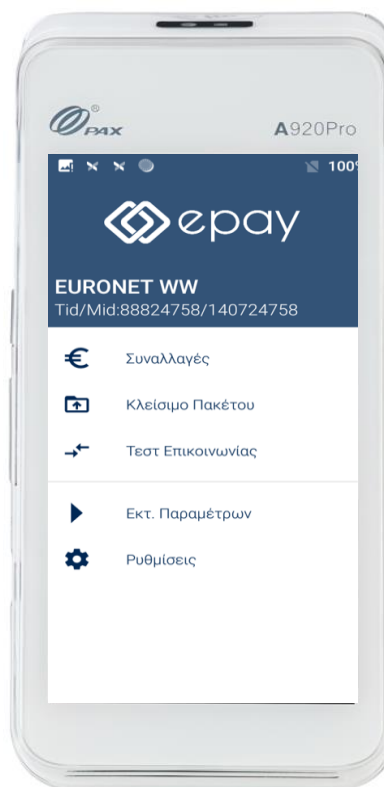 PAX®
A920Pro
100%
epay
EURONET WW
Tid/Mid:88824758/140724758
Συναλλαγές
Κλείσιμο Πακέτου
Τεστ Επικοινωνίας
Εκτ. Παραμέτρων
Ρυθμίσεις